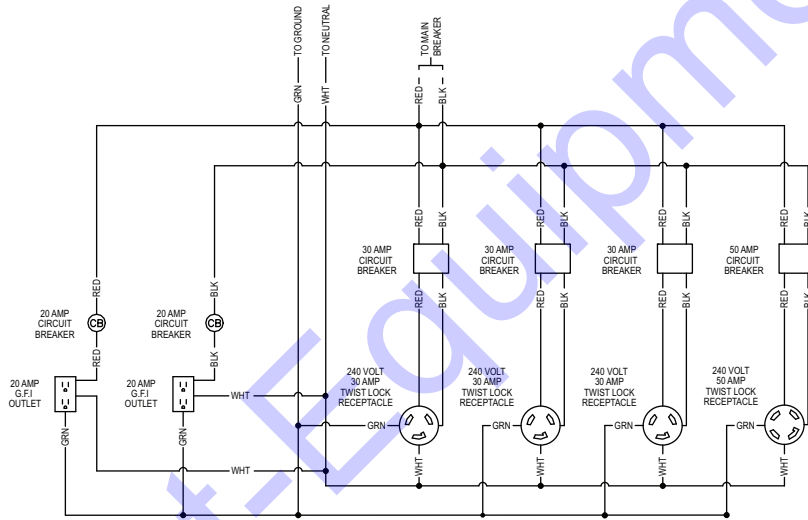 TO GROUND
TO NEUTRAL
TO MAIN
BREAKER
GRN
WHT
RED
BLK
RED
BLK
RED
BLK
RED
BLK
RED
BLK
30 AMP
CIRCUIT
BREAKER
30 AMP
CIRCUIT
BREAKER
30 AMP
CIRCUIT
BREAKER
50 AMP
CIRCUIT
BREAKER
RED
BLK
RED
BLK
RED
BLK
RED
BLK
RED
BLK
20 AMP
CIRCUIT
BREAKER
CB
20 AMP
CIRCUIT
BREAKER
CB
RED
BLK
20 AMP
G.F.I
OUTLET
20 AMP
G.F.I
OUTLET
240 VOLT
30 AMP
TWIST LOCK
RECEPTACLE
240 VOLT
30 AMP
TWIST LOCK
RECEPTACLE
240 VOLT
30 AMP
TWIST LOCK
RECEPTACLE
240 VOLT
50 AMP
TWIST LOCK
RECEPTACLE
WHT
GRN
GRN
GRN
GRN
GRN
GRN
WHT
WHT
WHT
WHT
WHT
t-Equipme